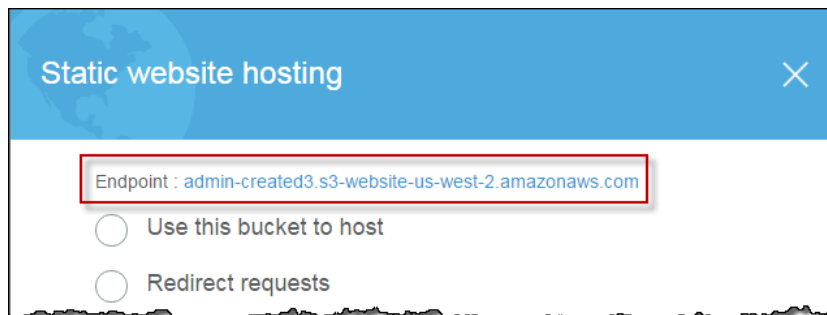 Static website hosting
Endpoint : admin-created3.s3-website-us-west-2.amazonaws.com
Use this bucket to host
Redirect requests